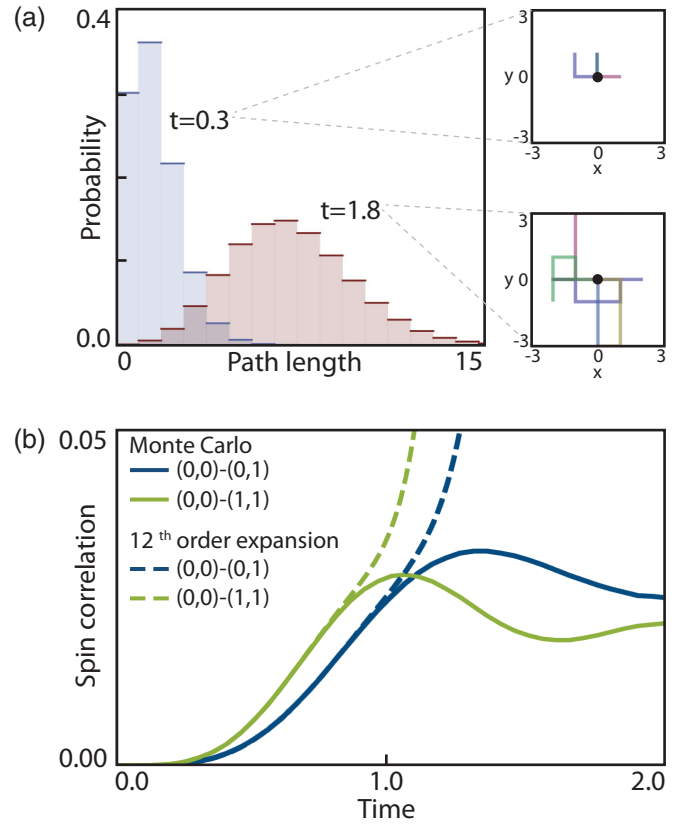 (a)
0.4
Probability
0.0
0
Path length
15
t=0.3
t=1.8
3
y 0
-3
-3
0
3
x
3
y 0
-3
-3
0
3
x
(b)
0.05
Spin correlation
0.00
Monte Carlo
(0,0)-(0,1)
(0,0)-(1,1)
12 th order expansion
(0,0)-(0,1)
(0,0)-(1,1)
0.0
1.0
2.0
Time